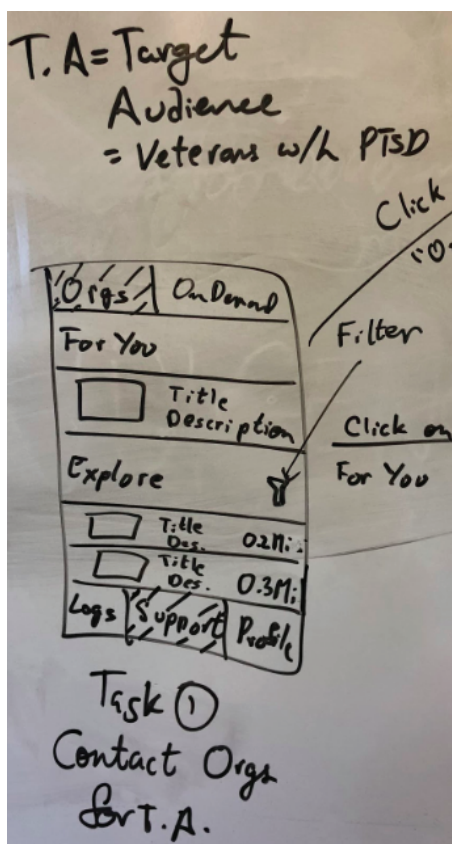 T.A = Target
Audience
= Veterans w/h PTSD
Click
"O
Orgs
OnDemand
For You
Filter
Title
Description
Click on
For You
Explore
Title
Des.
0.2Mi
Title
Des.
0.3Mi
Logs
Support
Profile
Task ①
Contact Orgs
for T.A.